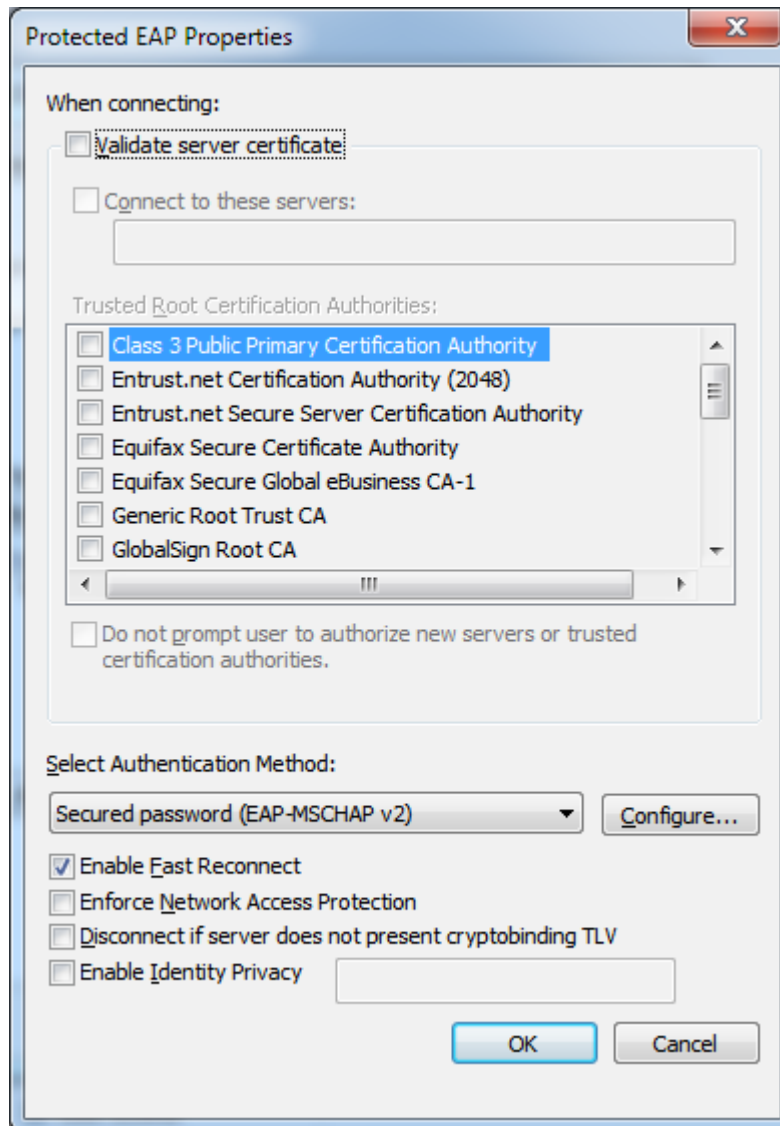 Protected EAP Properties
When connecting:
Validate server certificate
Connect to these servers:
Trusted Root Certification Authorities:
Class 3 Public Primary Certification Authority
Entrust.net Certification Authority (2048)
Entrust.net Secure Server Certification Authority
Equifax Secure Certificate Authority
Equifax Secure Global eBusiness CA-1
Generic Root Trust CA
GlobalSign Root CA
Do not prompt user to authorize new servers or trusted
certification authorities.
Select Authentication Method:
Secured password (EAP-MSCHAP v2)
Configure...
Enable Fast Reconnect
Enforce Network Access Protection
Disconnect if server does not present cryptobinding TLV
Enable Identity Privacy
OK
Cancel